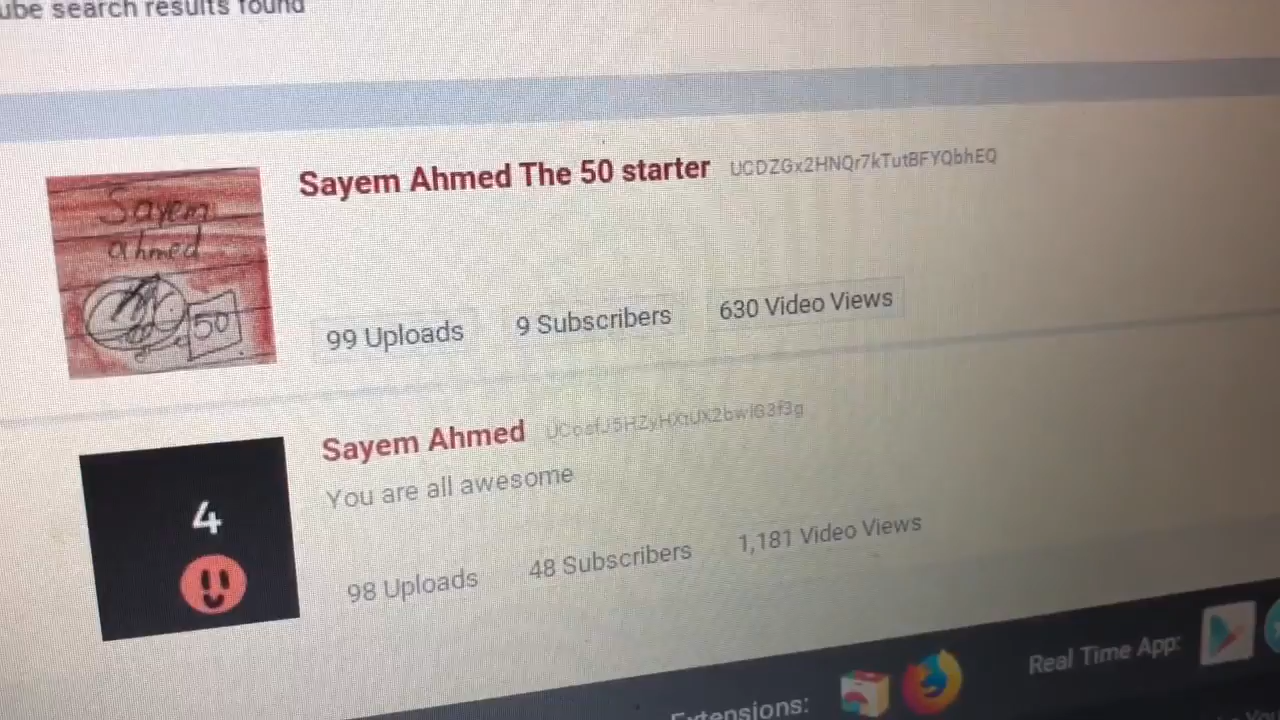 ube search results found
Sayem Ahmed The 50 starter UCDZGx2HNQr7kTutBFYQbhEQ
Sayem
ahmed
50
99 Uploads 9 Subscribers 630 Video Views
Sayem Ahmed
You are all awesome
4
98 Uploads 48 Subscribers 1,181 Video Views
Extensions: Real Time App: